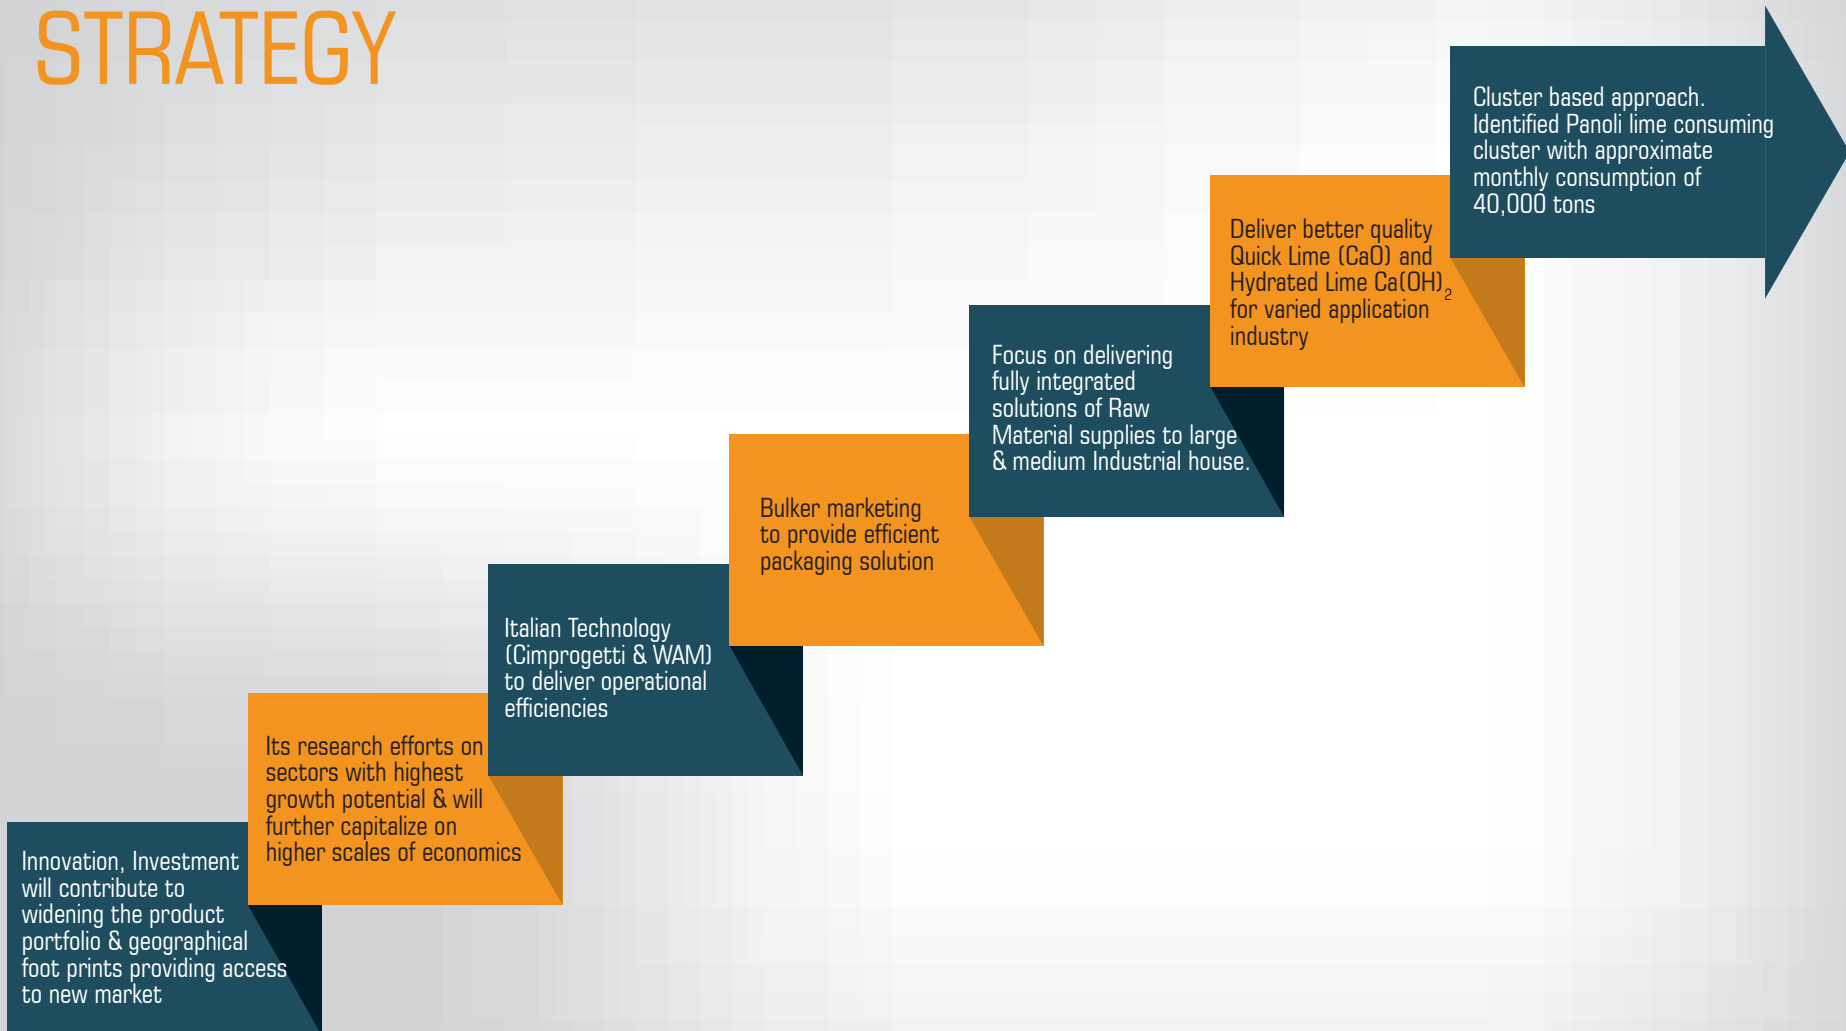 STRATEGY
Cluster based approach.
Identified Panoli lime consuming
cluster with approximate
monthly consumption of
40,000 tons
Deliver better quality
Quick Lime (CaO) and
Hydrated Lime Ca(OH)₂
for varied application
industry
Focus on delivering
fully integrated
solutions of Raw
Material supplies to large
& medium Industrial house.
Bulker marketing
to provide efficient
packaging solution
Italian Technology
(Cimprogetti & WAM)
to deliver operational
efficiencies
Its research efforts on
sectors with highest
growth potential & will
further capitalize on
higher scales of economics
Innovation, Investment
will contribute to
widening the product
portfolio & geographical
foot prints providing access
to new market